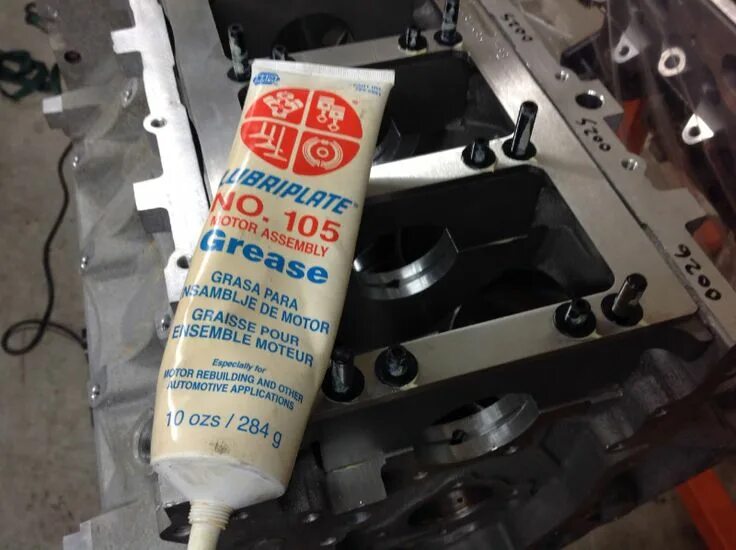 LUBRIPLATE
NO. 105
MOTOR ASSEMBLY
Grease
GRASA PARA
ENSAMBLJE DE MOTOR
GRAISSE POUR
ENSEMBLE MOTEUR
Especially for
MOTOR REBUILDING AND OTHER
AUTOMOTIVE APPLICATIONS
10 OZS / 284 g
0026